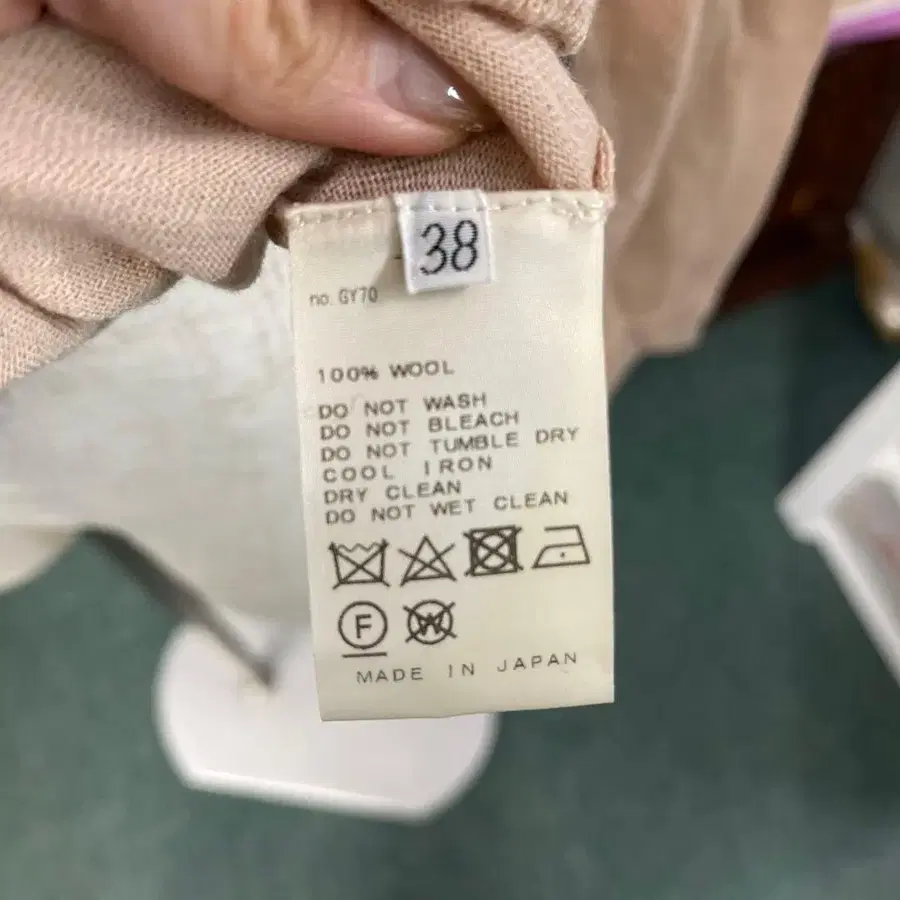 38
no. GY70
100% WOOL
DO NOT WASH
DO NOT BLEACH
DO NOT TUMBLE DRY
COOL IRON
DRY CLEAN
DO NOT WET CLEAN
F W
MADE IN JAPAN